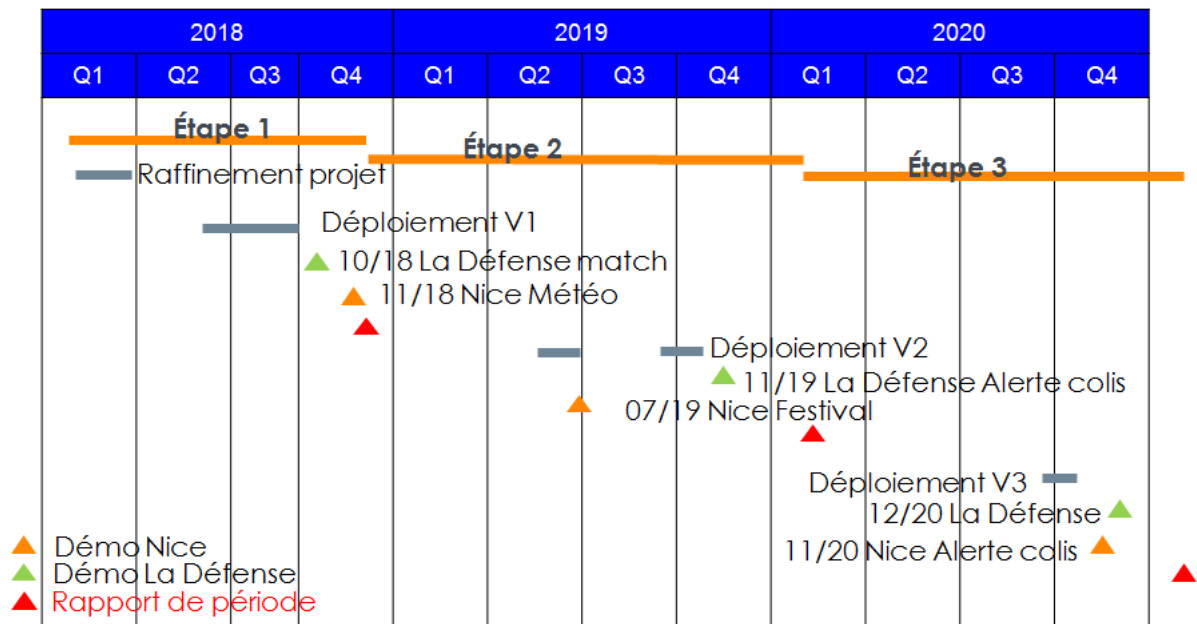 2018 2019 2020
Q1 Q2 Q3 Q4 Q1 Q2 Q3 Q4 Q1 Q2 Q3 Q4
Étape 1
Étape 2
Étape 3
Raffinement projet
Déploiement V1
10/18 La Défense match
11/18 Nice Météo
Déploiement V2
11/19 La Défense Alerte colis
07/19 Nice Festival
Déploiement V3
12/20 La Défense
11/20 Nice Alerte colis
Démo Nice
Démo La Défense
Rapport de période